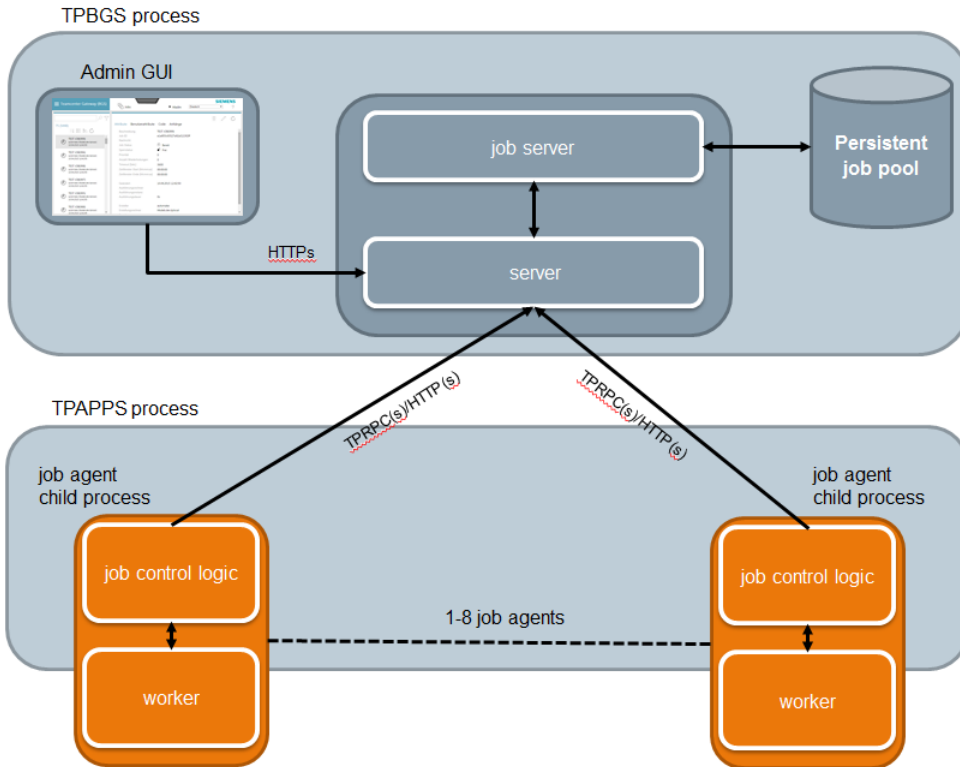 TPBGS process
Admin GUI
SIEMENS
job server
Persistent
job pool
HTTPs
server
TPRPC(s)/HTTP(s)
TPRPC(s)/HTTP(s)
TPAPPS process
job agent
child process
job agent
child process
job control logic
job control logic
1-8 job agents
worker
worker